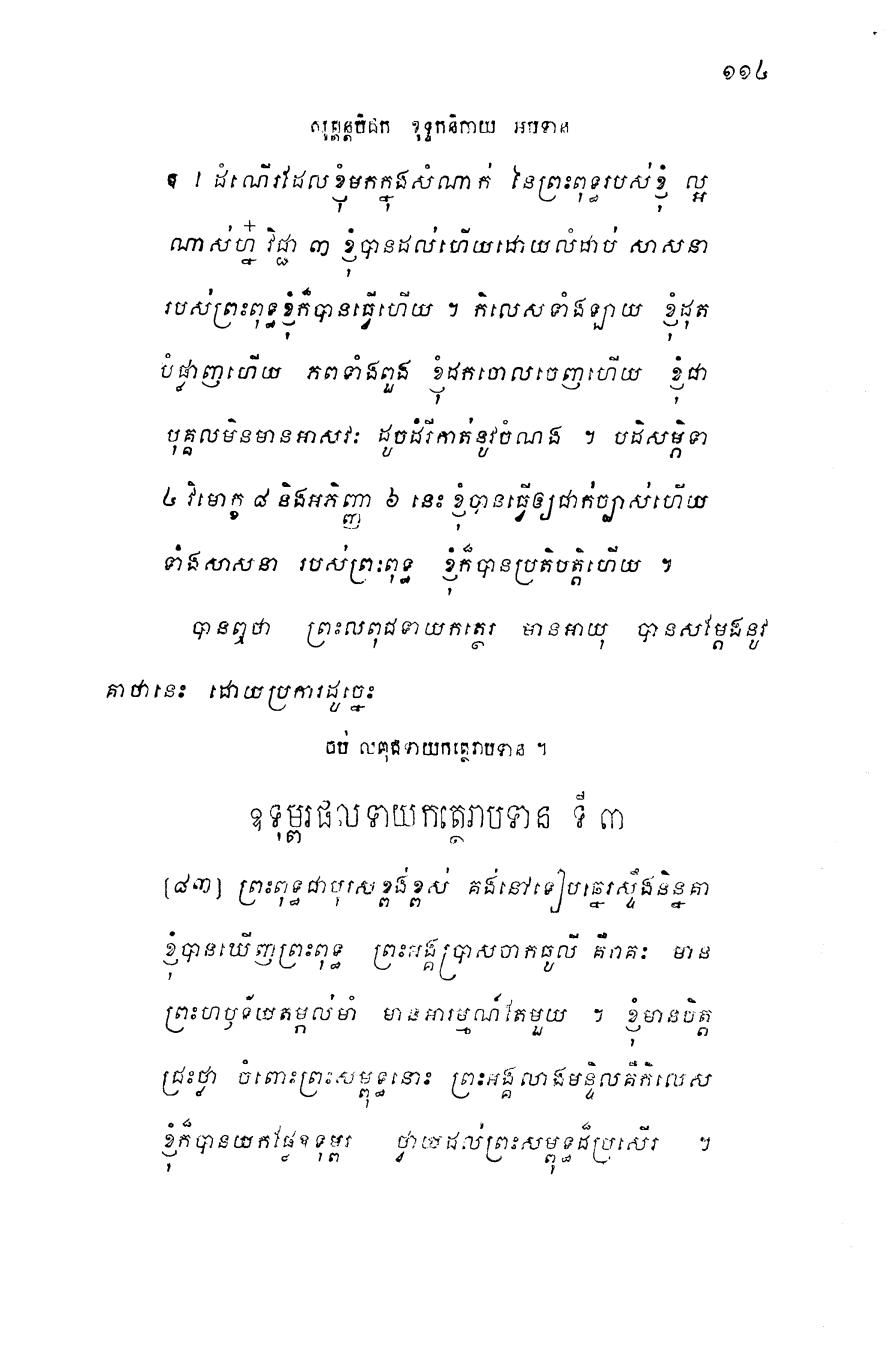 ១១៤
សុត្តន្តបិដក ខុទ្ទកនិកាយ អបទាន
។ ដំណើរដែលខ្ញុំមកក្នុងសំណាក់ នៃព្រះពុទ្ធរបស់ខ្ញុំ ល្អ
ណាស់ហ្ន៎ វិជ្ជា ៣ ខ្ញុំបានដល់ហើយដោយលំដាប់ សាសនា
របស់ព្រះពុទ្ធខ្ញុំក៏បានធ្វើហើយ ។ កិលេសទាំងឡាយ ខ្ញុំដុត
បំផ្លាញហើយ ភពទាំងពួង ខ្ញុំដកចោលចេញហើយ ខ្ញុំជា
បុគ្គលមិនមានអាសវៈ ដូចដំរីកាត់នូវចំណង ។ បដិសម្ភិទា
៤ វិមោក្ខ ៨ និងអភិញ្ញា ៦ នេះ ខ្ញុំបានធ្វើឲ្យជាក់ច្បាស់ហើយ
ទាំងសាសនា របស់ព្រះពុទ្ធ ខ្ញុំក៏បានប្រតិបត្តិហើយ ។
បានឮថា ព្រះលពុជទាយកត្ថេរ មានអាយុ បានសម្ដែងនូវ
គាថានេះ ដោយប្រការដូច្នេះ
ចប់ លពុជទាយកត្ថេរាបទាន ។
ឧទុម្ពរផលទាយកត្ថេរាបទាន ទី ៣
[៨៣] ព្រះពុទ្ធជាបុរសខ្ពង់ខ្ពស់ គង់នៅទៀបឆ្នេរស្ទឹងនិន្នគា
ខ្ញុំបានឃើញព្រះពុទ្ធ ព្រះអង្គប្រាសចាកធូលី គឺរាគៈ មាន
ព្រះហឫទ័យតម្កល់មាំ មានអារម្មណ៍តែមួយ ។ ខ្ញុំមានចិត្ត
ជ្រះថ្លា ចំពោះព្រះសម្ពុទ្ធនោះ ព្រះអង្គលាងមន្ទិលគឺកិលេស
ខ្ញុំក៏បានយកផ្លែឧទុម្ពរ ថ្វាយដល់ព្រះសម្ពុទ្ធដ៏ប្រសើរ ។